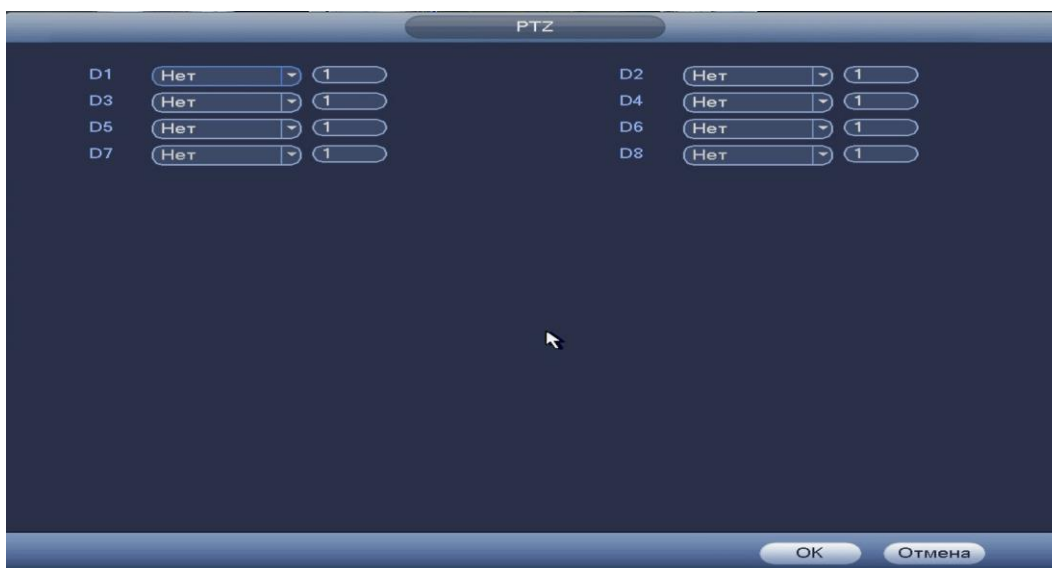 PTZ
D1 Нет 1 D2 Нет 1
D3 Нет 1 D4 Нет 1
D5 Нет 1 D6 Нет 1
D7 Нет 1 D8 Нет 1
OK Отмена